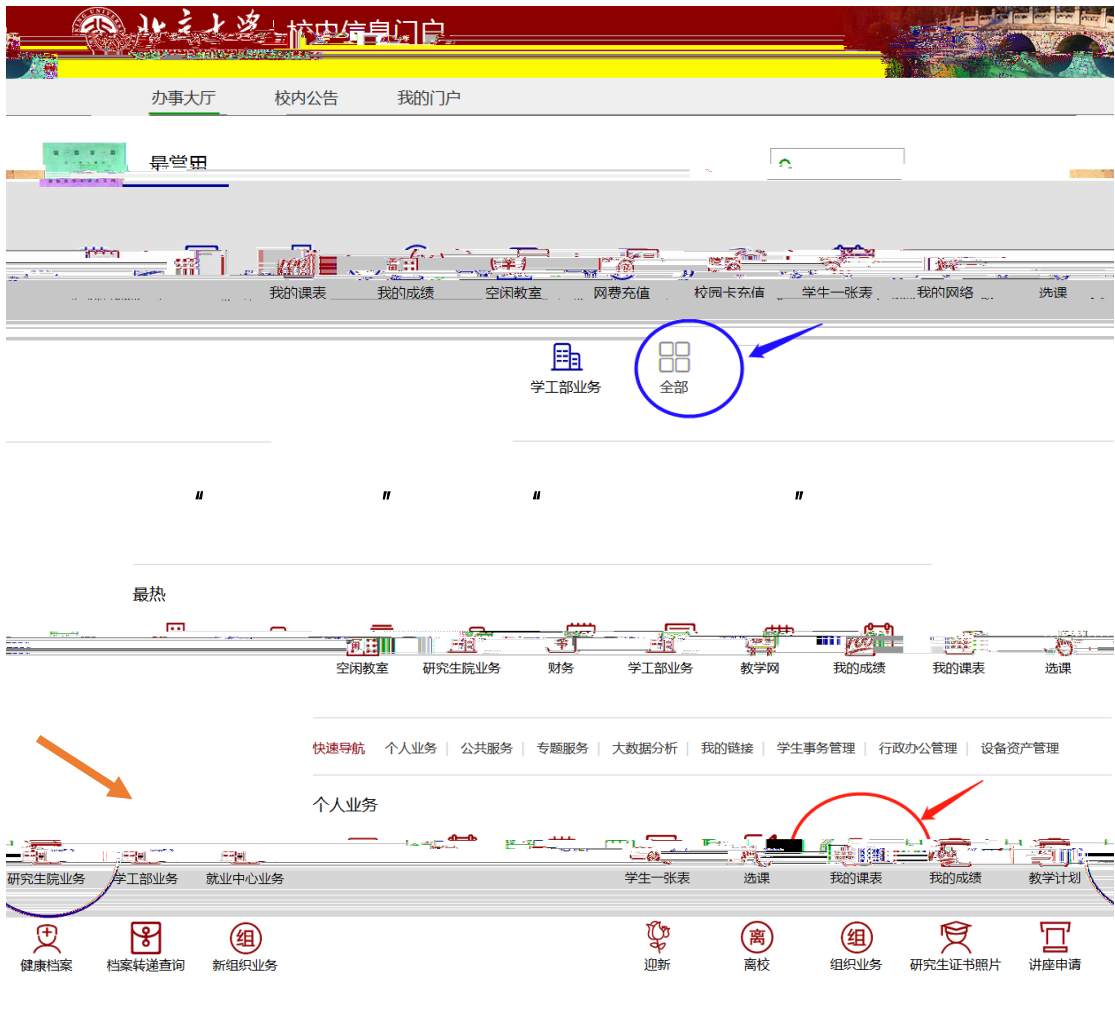 北京大学 校内信息门户
办事大厅 校内公告 我的门户
最常用
我的课表 我的成绩 空闲教室 网费充值 校园卡充值 学生一张表 我的网络 选课
学工部业务 全部
“ ” “ ”
最热
空闲教室 研究生院业务 财务 学工部业务 教学网 我的成绩 我的课表 选课
快速导航 个人业务 | 公共服务 | 专题服务 | 大数据分析 | 我的链接 | 学生事务管理 | 行政办公管理 | 设备资产管理
个人业务
研究生院业务 学工部业务 就业中心业务 学生一张表 选课 我的课表 我的成绩 教学计划
组 离 组
健康档案 档案转递查询 新组织业务 迎新 离校 组织业务 研究生证书照片 讲座申请